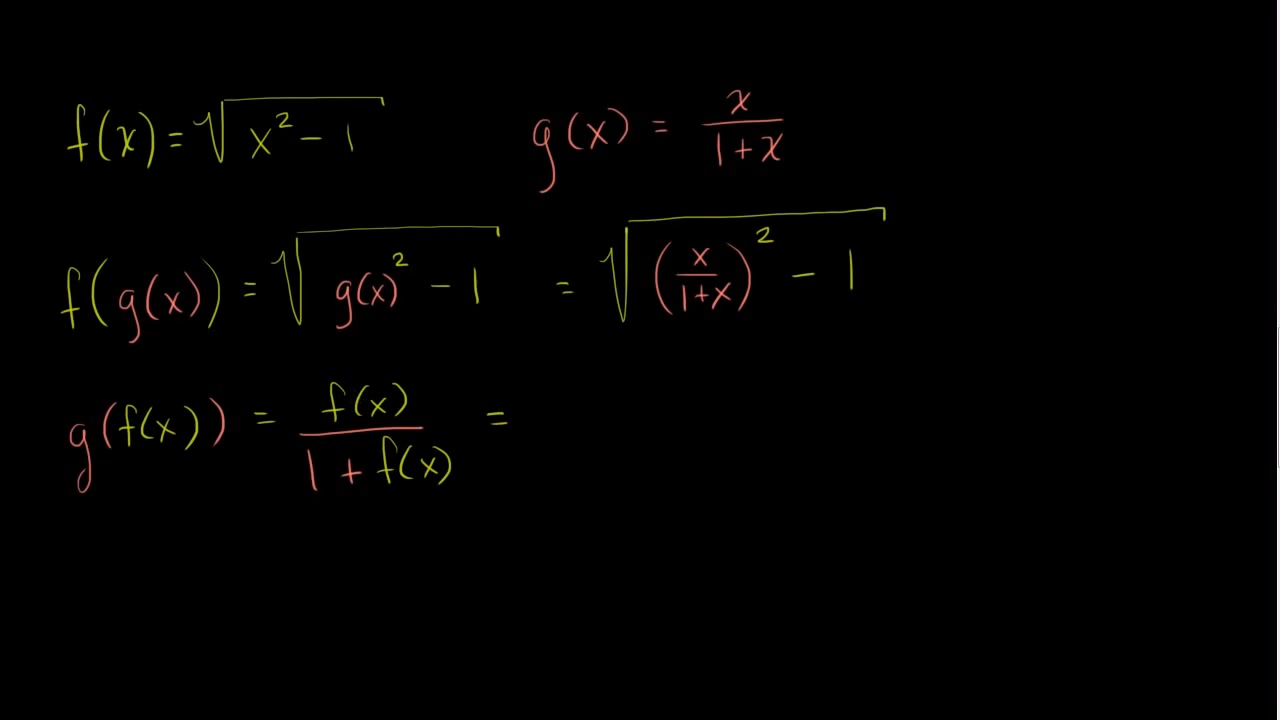 f(x) = √(x² - 1) g(x) = x/(1+x)
f(g(x)) = √(g(x)² - 1) = √((x/(1+x))² - 1)
g(f(x)) = f(x)/(1 + f(x)) =